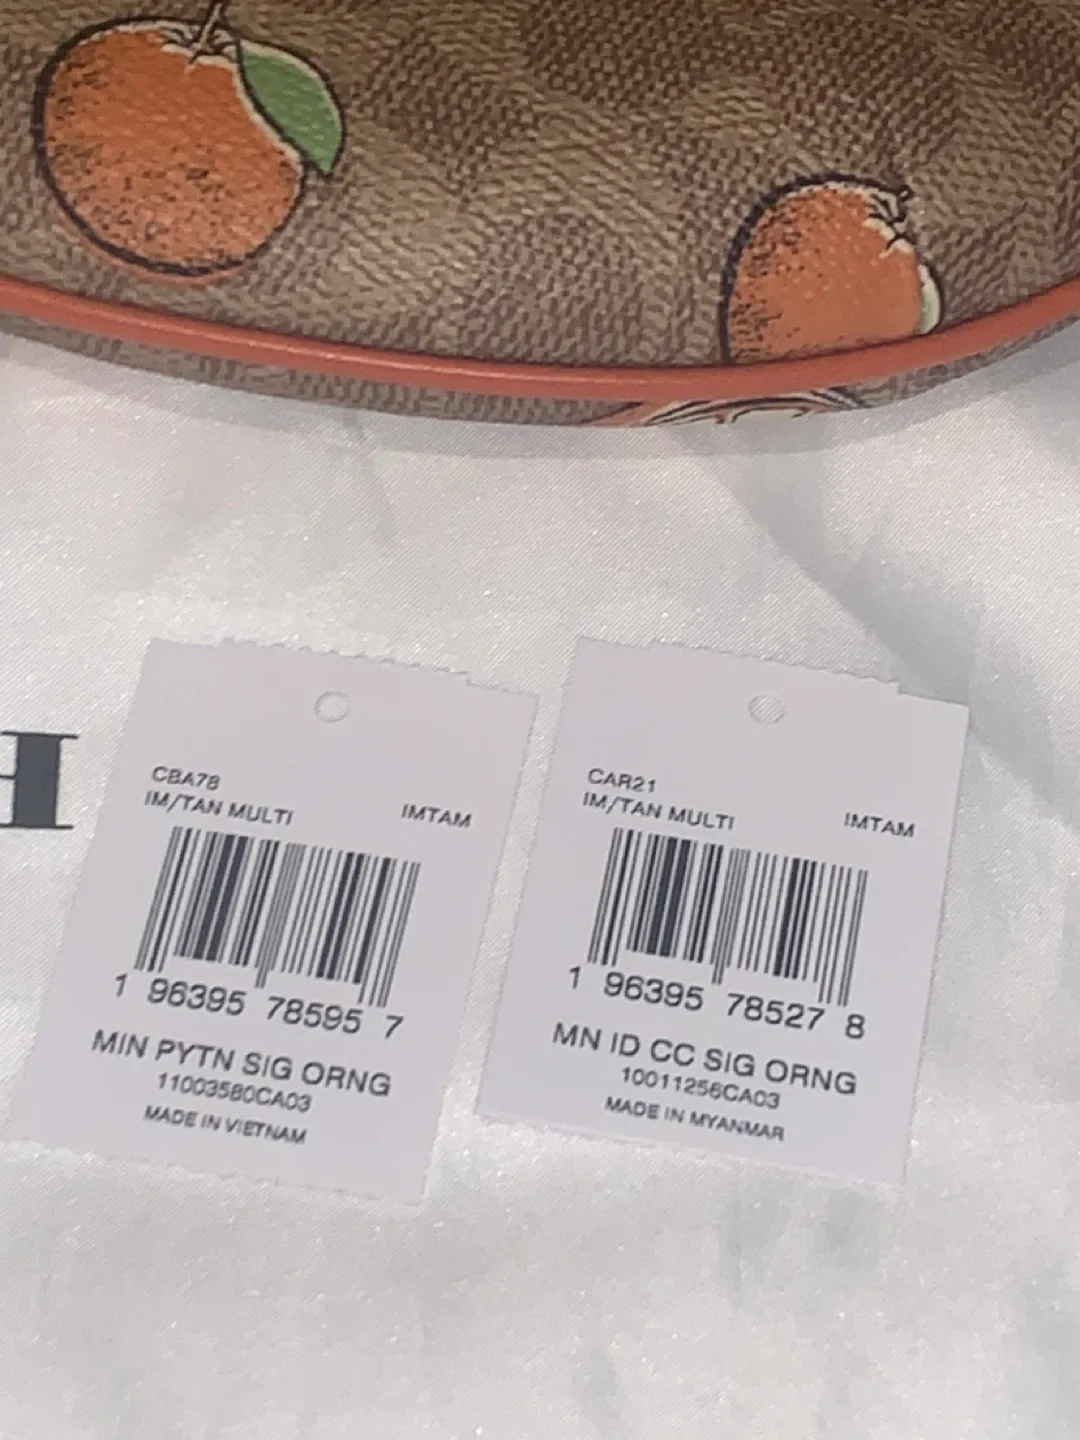 H
CBA78
IM/TAN MULTI IMTAM
1 96395 78595 7
MIN PYTN SIG ORNG
11003580CA03
MADE IN VIETNAM
CAR21
IM/TAN MULTI IMTAM
1 96395 78527 8
MN ID CC SIG ORNG
10011256CA03
MADE IN MYANMAR